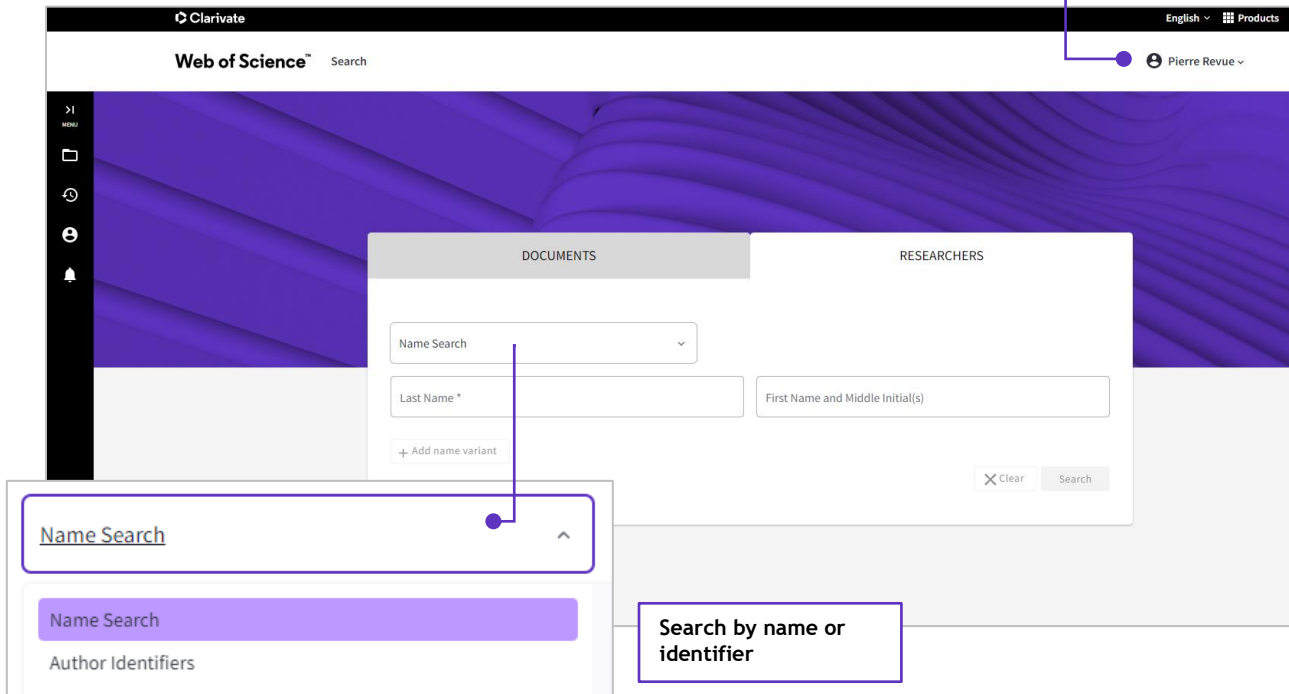 Clarivate
English
Products
Web of Science™
Search
Pierre Revue
MENU
DOCUMENTS
RESEARCHERS
Name Search
Last Name *
First Name and Middle Initial(s)
+ Add name variant
Clear
Search
Name Search
Name Search
Author Identifiers
Search by name or
identifier